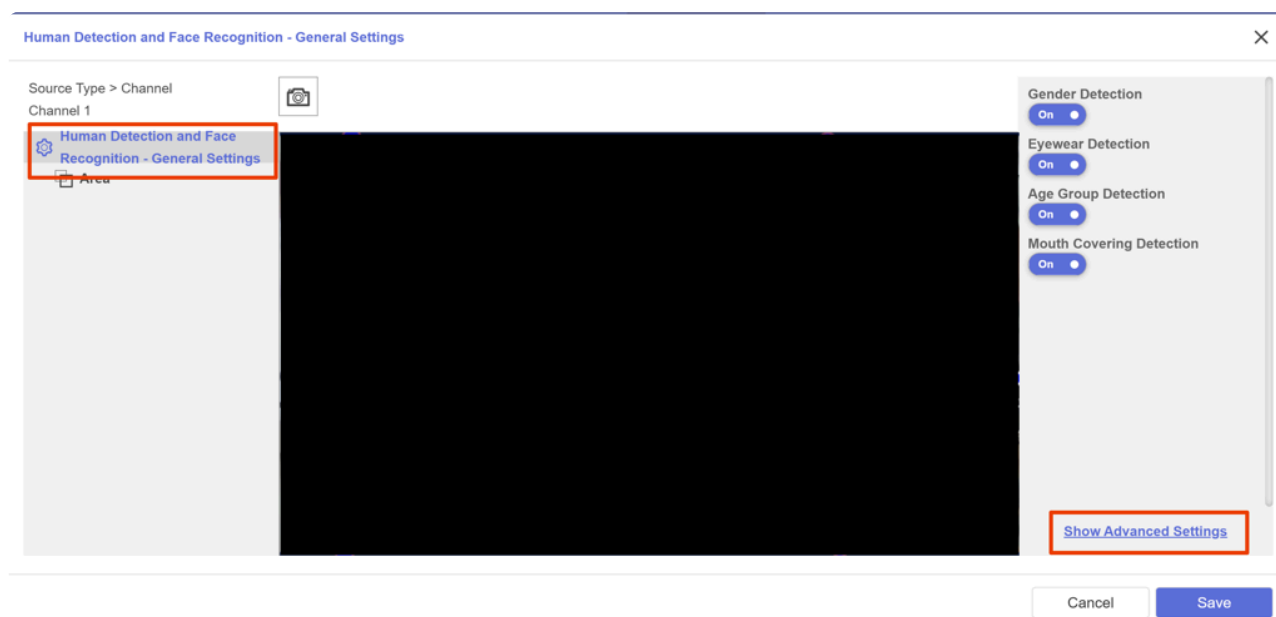 Human Detection and Face Recognition - General Settings
Source Type > Channel
Channel 1
Human Detection and Face
Recognition - General Settings
Area
Gender Detection
On
Eyewear Detection
On
Age Group Detection
On
Mouth Covering Detection
On
Show Advanced Settings
Cancel
Save